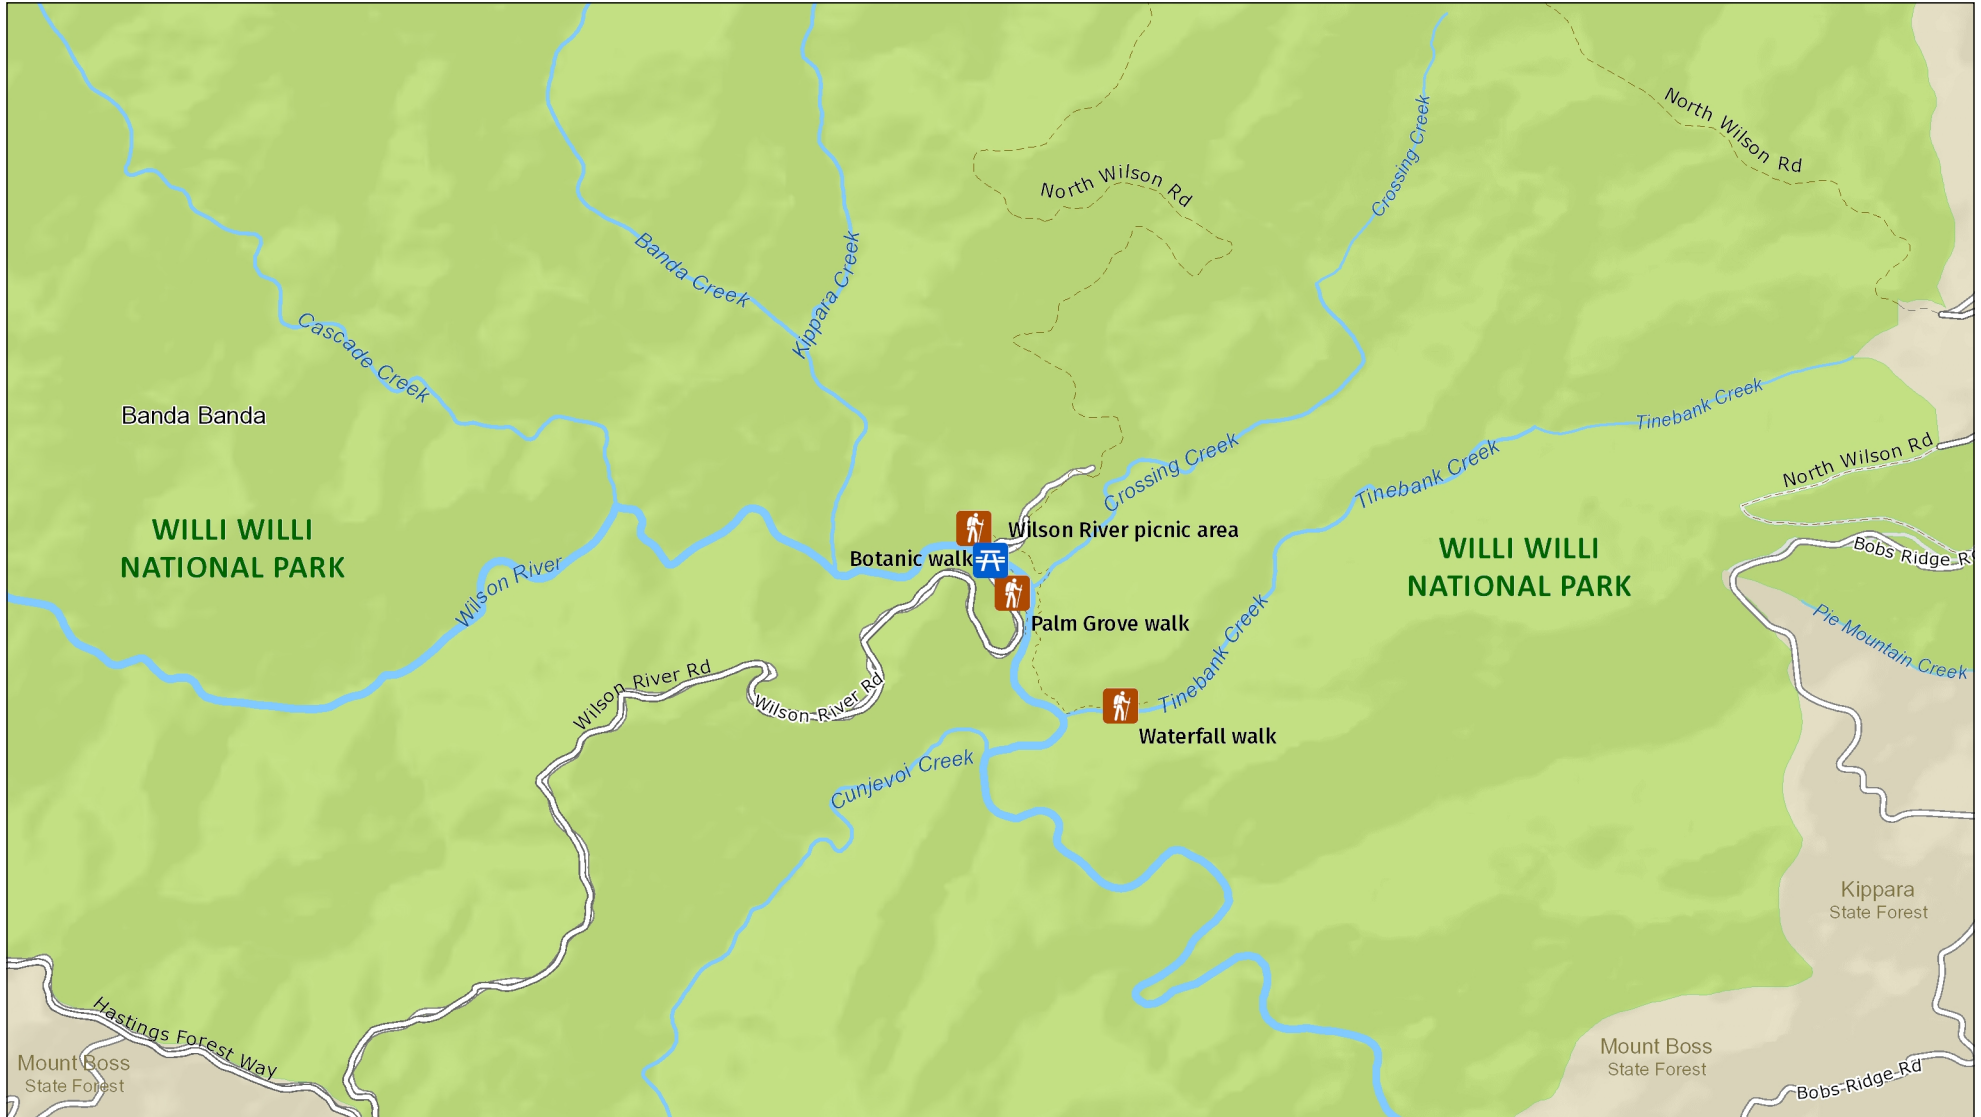 North Wilson Rd
North Wilson Rd
Crossing Creek
Banda Creek
Kippara Creek
Cascade Creek
Banda Banda
Tinebank Creek
North Wilson Rd
Crossing Creek
Tinebank Creek
WILLI WILLI
NATIONAL PARK
Wilson River picnic area
Botanic walk
WILLI WILLI
NATIONAL PARK
Bobs Ridge R
Wilson River
Palm Grove walk
Tinebank Creek
Pie Mountain Creek
Wilson River Rd
Wilson River Rd
Waterfall walk
Cunjevoi Creek
Kippara
State Forest
Hastings Forest Way
Mount Boss
State Forest
Mount Boss
State Forest
Bobs Ridge Rd